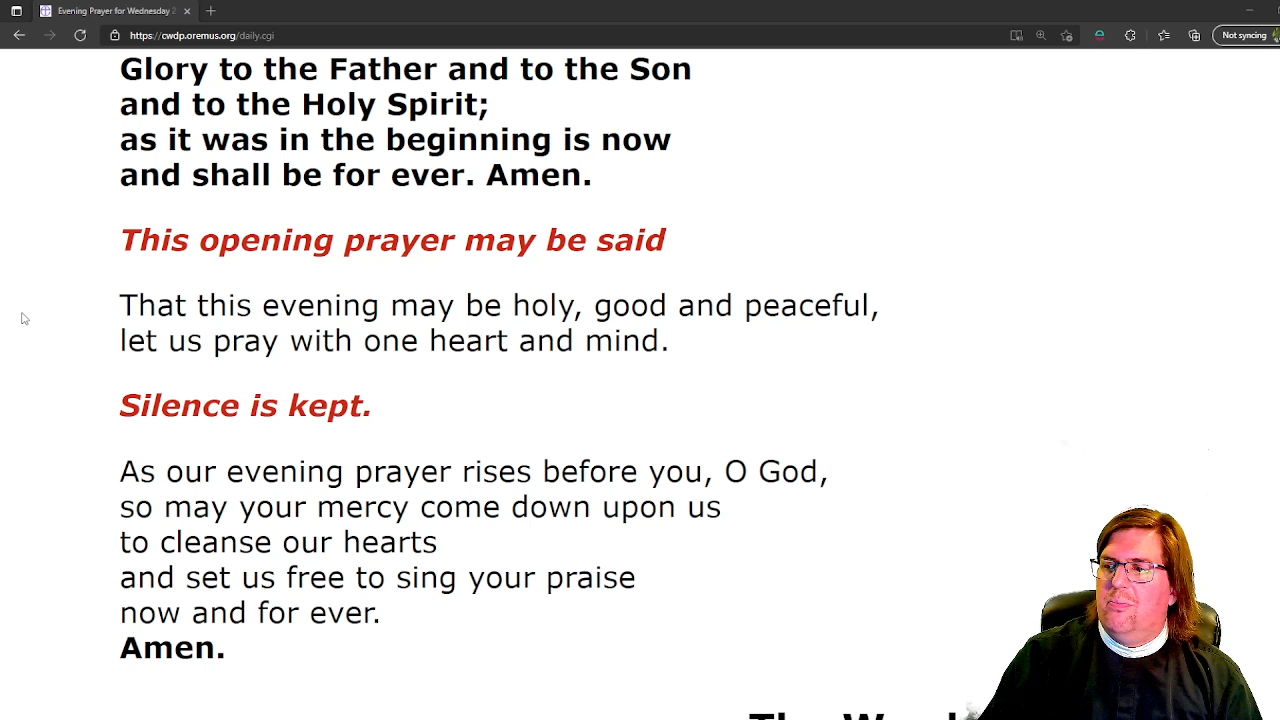 Evening Prayer for Wednesday
https://cwdp.oremus.org/daily.cgi
Not syncing
Glory to the Father and to the Son
and to the Holy Spirit;
as it was in the beginning is now
and shall be for ever. Amen.
This opening prayer may be said
That this evening may be holy, good and peaceful,
let us pray with one heart and mind.
Silence is kept.
As our evening prayer rises before you, O God,
so may your mercy come down upon us
to cleanse our hearts
and set us free to sing your praise
now and for ever.
Amen.
The Word